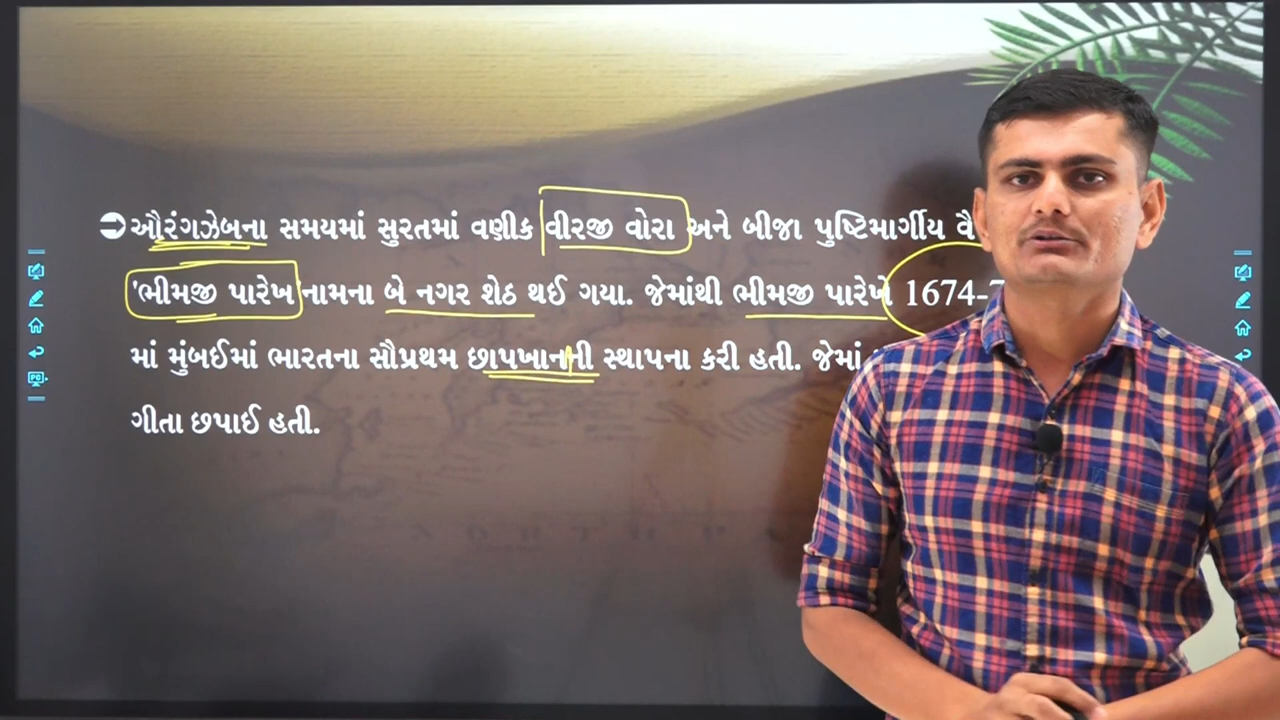 ઔરંગઝેબના સમયમાં સુરતમાં વણીક વીરજી વોરા અને બીજા પુષ્ટિમાર્ગીય
'ભીમજી પારેખ' નામના બે નગર શેઠ થઈ ગયા. જેમાંથી ભીમજી પારેખે 1674-
માં મુંબઈમાં ભારતના સૌપ્રથમ છાપખાનની સ્થાપના કરી હતી. જેમાં
ગીતા છપાઈ હતી.